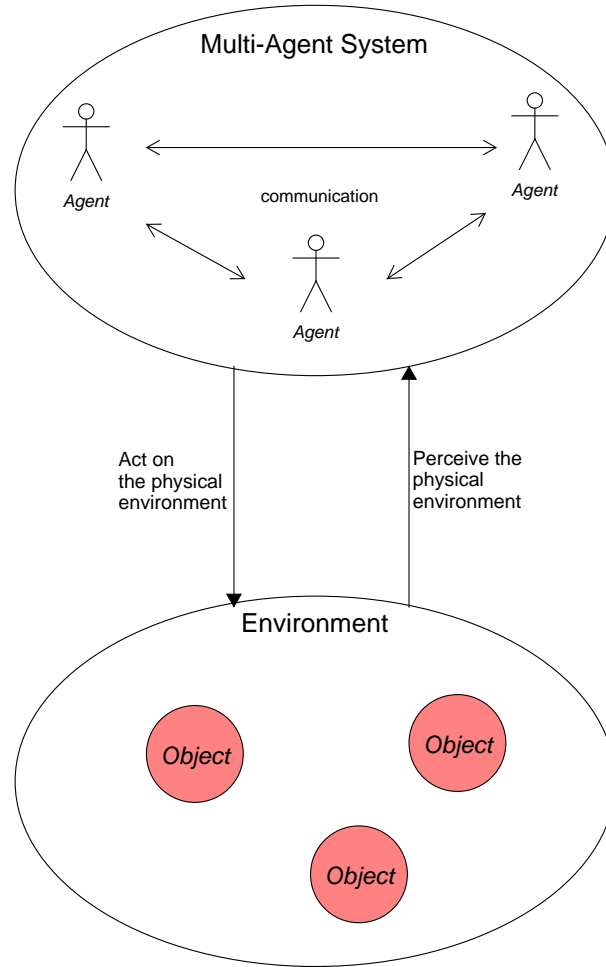 Multi-Agent System
Agent
Agent
communication
Agent
Act on
the physical
environment
Perceive the
physical
environment
Environment
Object
Object
Object